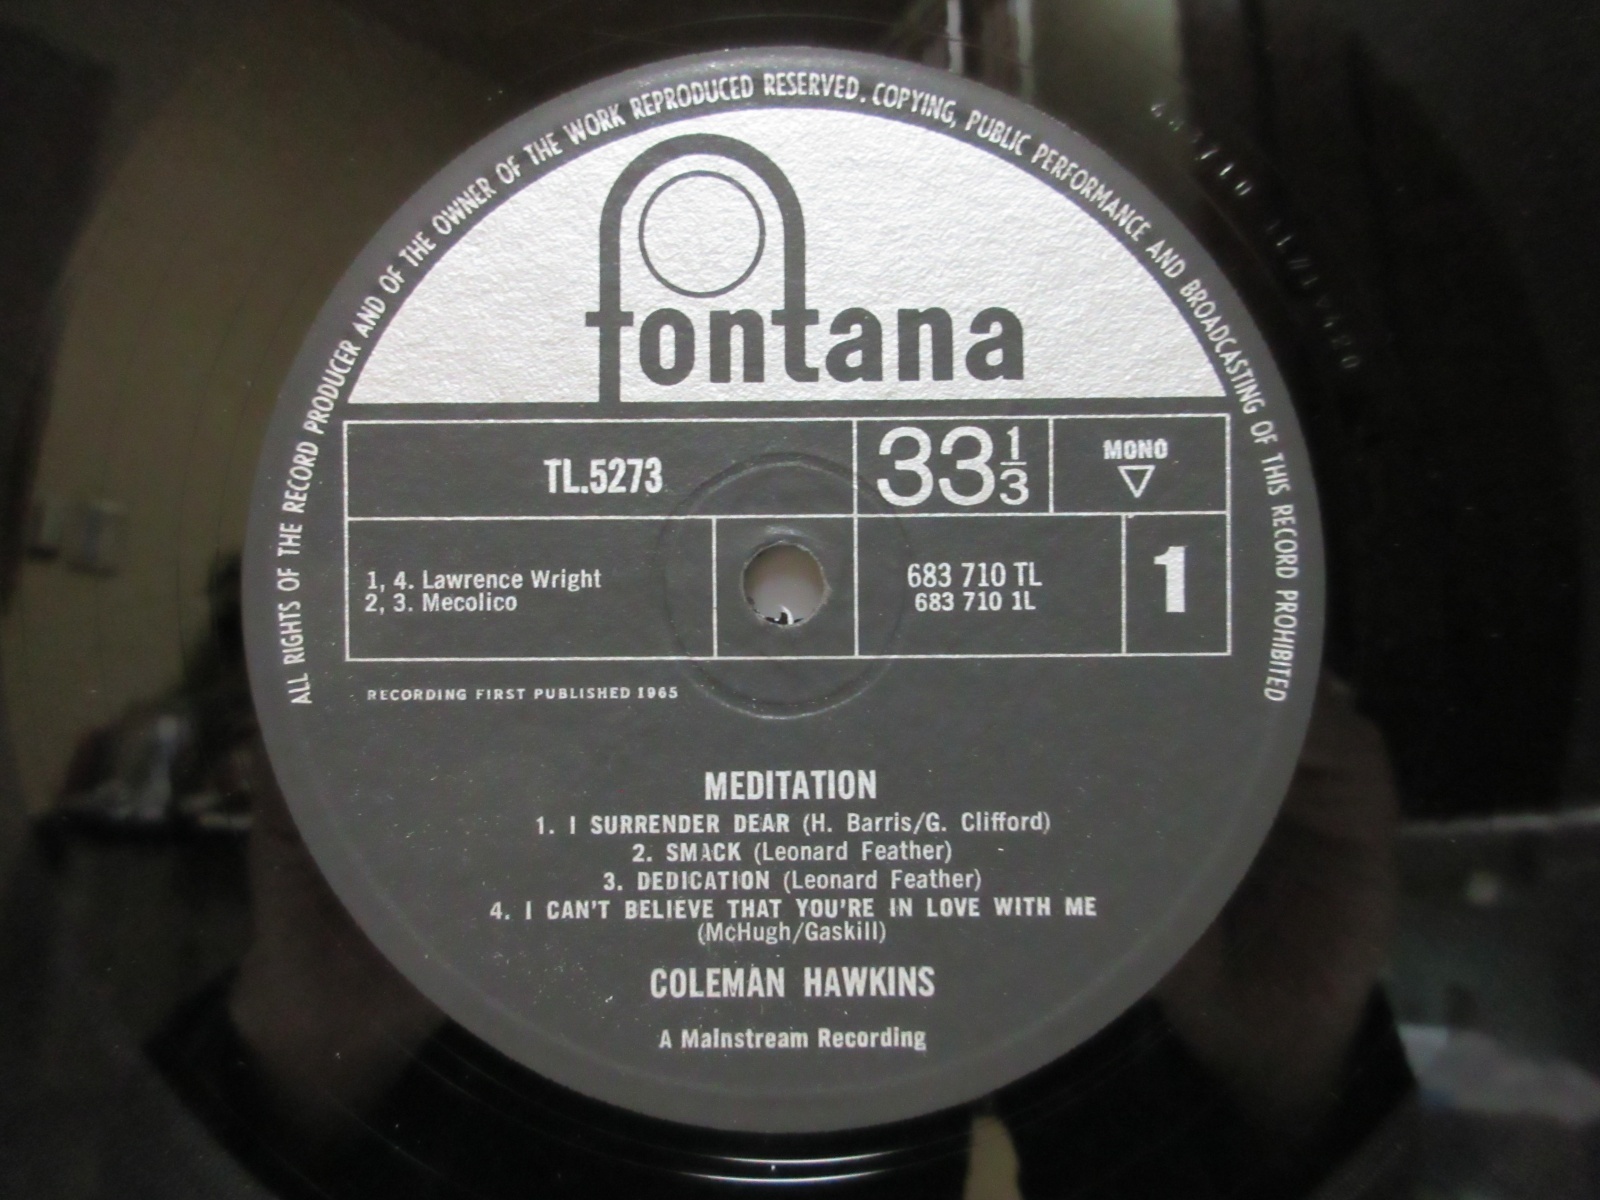 ALL RIGHTS OF THE RECORD PRODUCER AND OF THE OWNER OF THE WORK REPRODUCED RESERVED. COPYING, PUBLIC PERFORMANCE AND BROADCASTING OF THIS RECORD PROHIBITED
fontana
TL.5273
33 1/3
MONO
1, 4. Lawrence Wright
2, 3. Mecolico
683 710 TL
683 710 1L
1
RECORDING FIRST PUBLISHED 1965
MEDITATION
1. I SURRENDER DEAR (H. Barris/G. Clifford)
2. SMACK (Leonard Feather)
3. DEDICATION (Leonard Feather)
4. I CAN'T BELIEVE THAT YOU'RE IN LOVE WITH ME
(McHugh/Gaskill)
COLEMAN HAWKINS
A Mainstream Recording